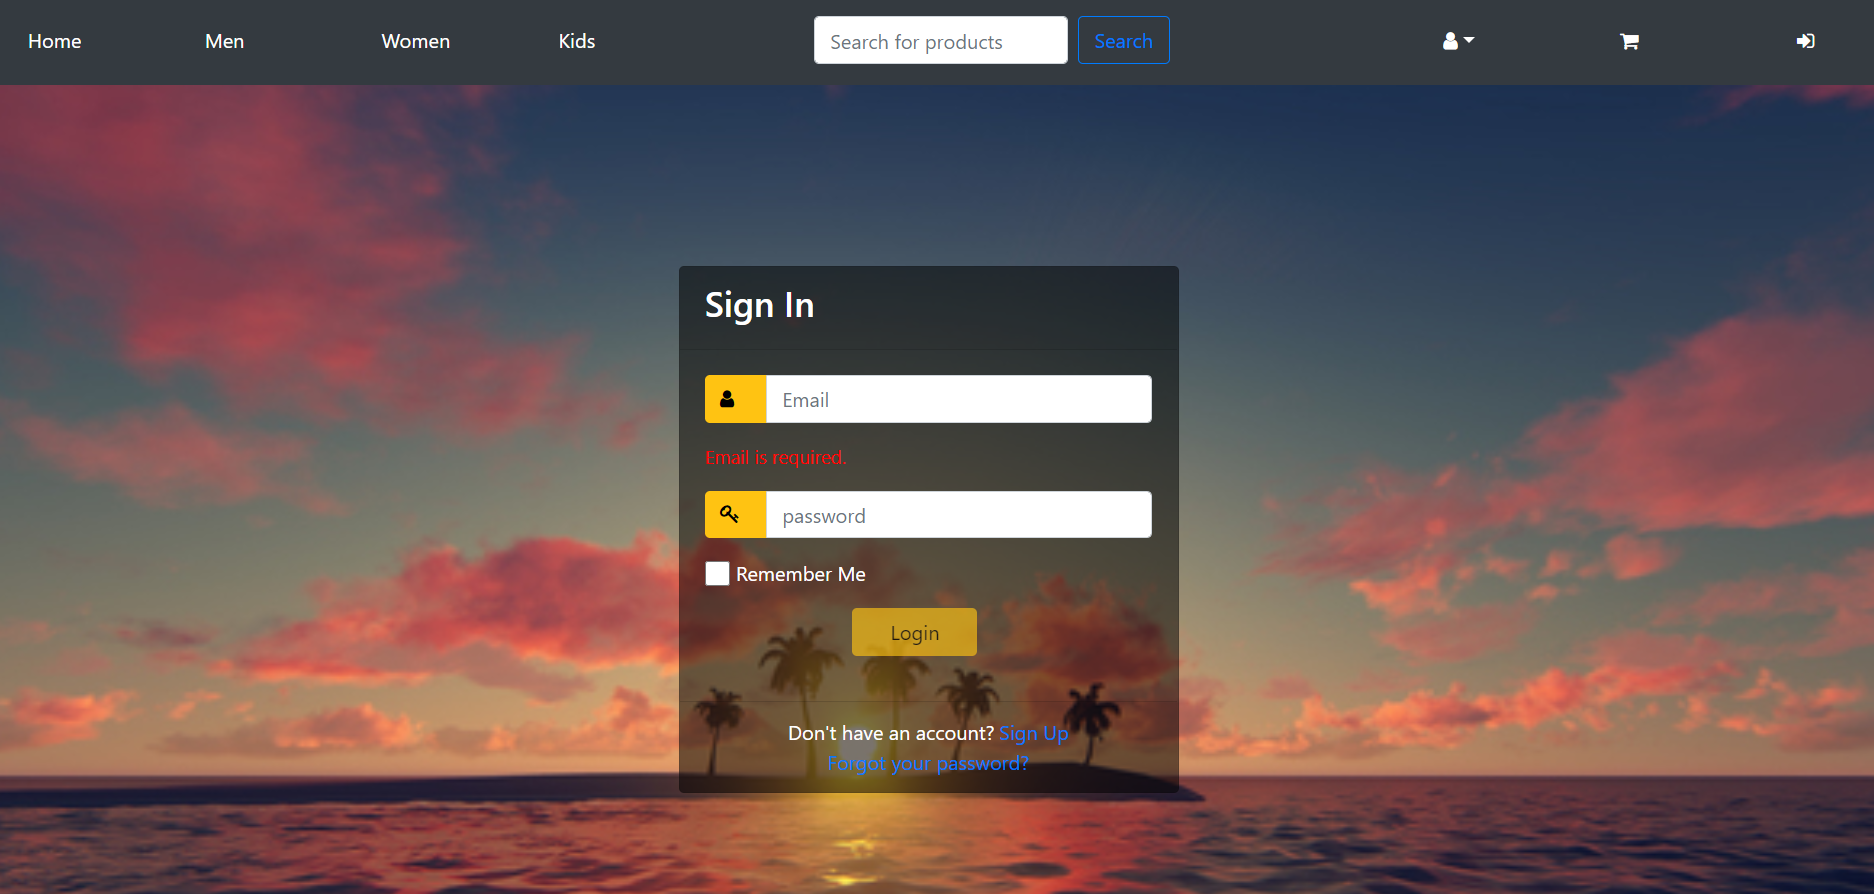 Home Men Women Kids Search for products Search
Sign In
Email
Email is required.
password
Remember Me
Login
Don't have an account? Sign Up
Forgot your password?